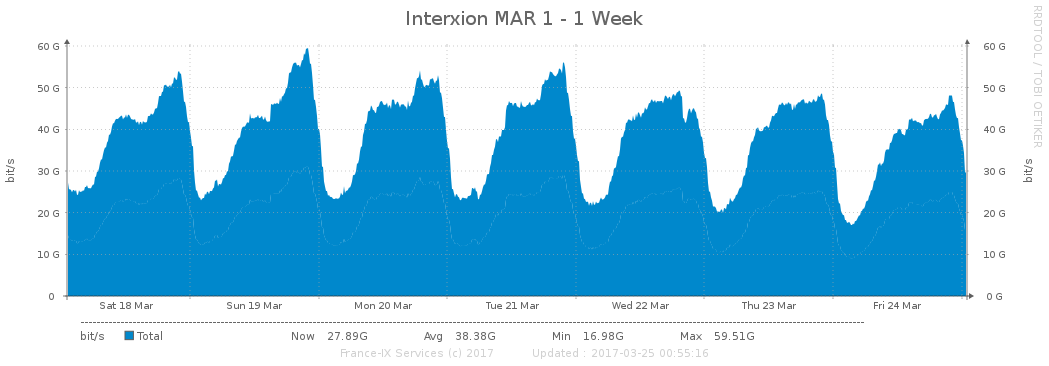 Interxion MAR 1 - 1 Week
RRDTOOL / TOBI OETIKER
bit/s
60 G
50 G
40 G
30 G
20 G
10 G
0
60 G
50 G
40 G
30 G
20 G
10 G
0 G
bit/s
Sat 18 Mar Sun 19 Mar Mon 20 Mar Tue 21 Mar Wed 22 Mar Thu 23 Mar Fri 24 Mar
bit/s Total Now 27.89G Avg 38.38G Min 16.98G Max 59.51G
France-IX Services (c) 2017 Updated : 2017-03-25 00:55:16